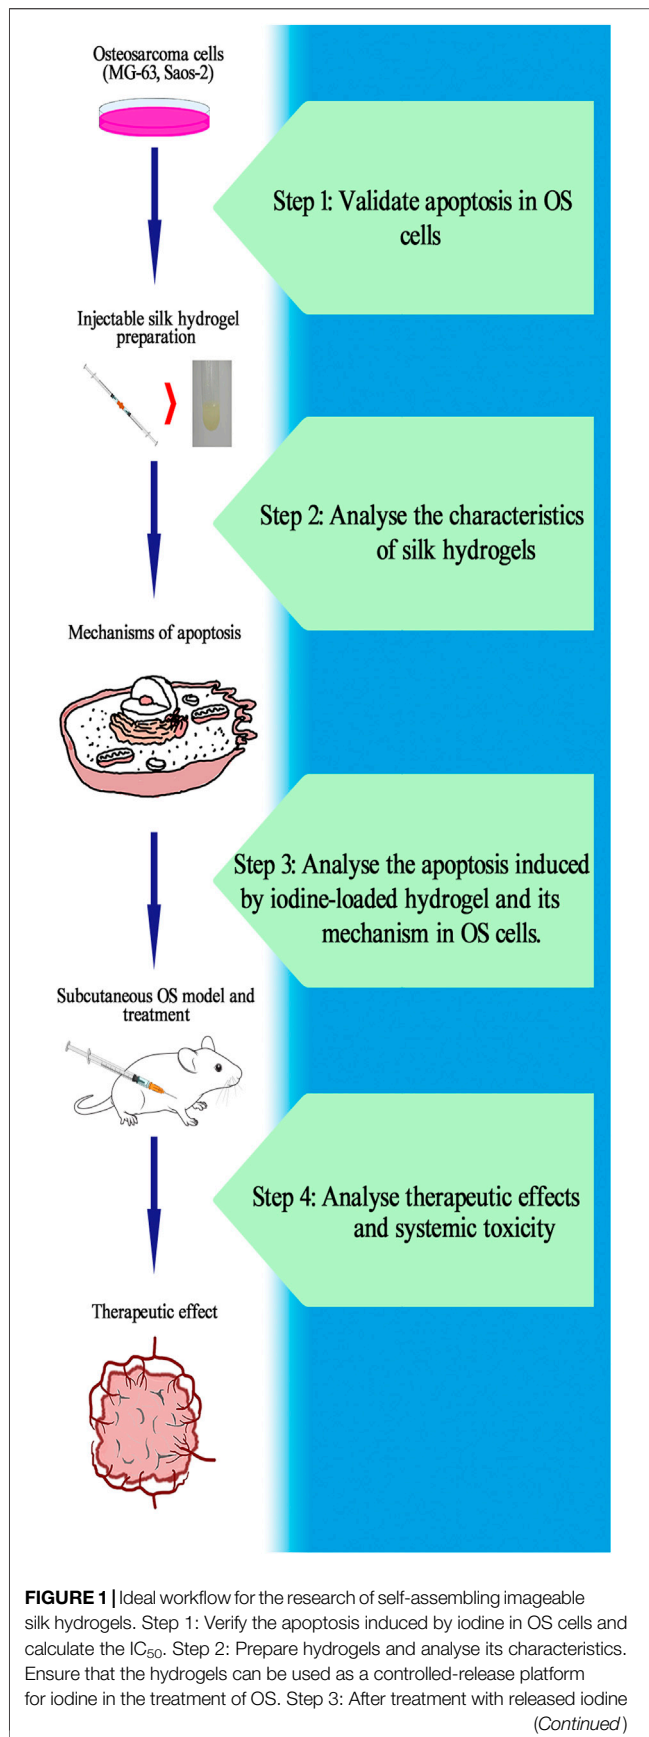 Osteosarcoma cells
(MG-63, Saos-2)
Step 1: Validate apoptosis in OS
cells
Injectable silk hydrogel
preparation
Step 2: Analyse the characteristics
of silk hydrogels
Mechanisms of apoptosis
Step 3: Analyse the apoptosis induced
by iodine-loaded hydrogel and its
mechanism in OS cells.
Subcutaneous OS model and
treatment
Step 4: Analyse therapeutic effects
and systemic toxicity
Therapeutic effect
FIGURE 1 | Ideal workflow for the research of self-assembling imageable
silk hydrogels. Step 1: Verify the apoptosis induced by iodine in OS cells and
calculate the IC50. Step 2: Prepare hydrogels and analyse its characteristics.
Ensure that the hydrogels can be used as a controlled-release platform
for iodine in the treatment of OS. Step 3: After treatment with released iodine
(Continued)